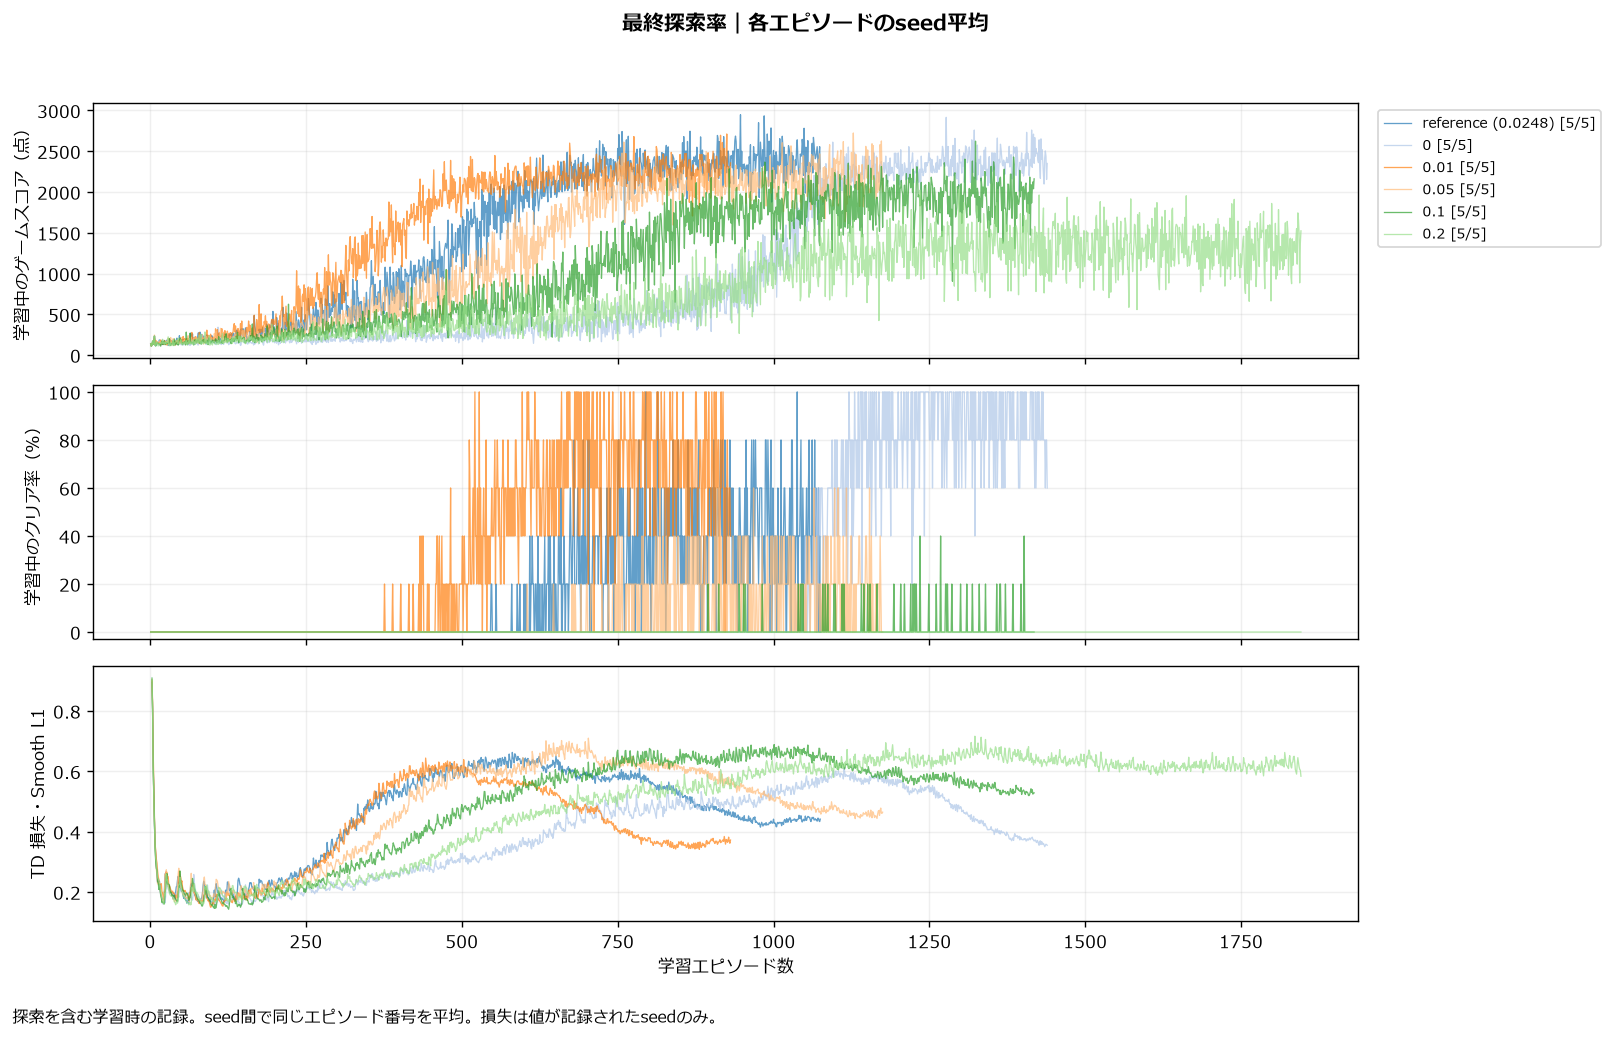 最終探索率｜各エピソードのseed平均
学習中のゲームスコア（点）
3000
2500
2000
1500
1000
500
0
reference (0.0248) [5/5]
0 [5/5]
0.01 [5/5]
0.05 [5/5]
0.1 [5/5]
0.2 [5/5]
学習中のクリア率（%）
100
80
60
40
20
0
TD 損失・Smooth L1
0.8
0.6
0.4
0.2
0 250 500 750 1000 1250 1500 1750
学習エピソード数
探索を含む学習時の記録。seed間で同じエピソード番号を平均。損失は値が記録されたseedのみ。